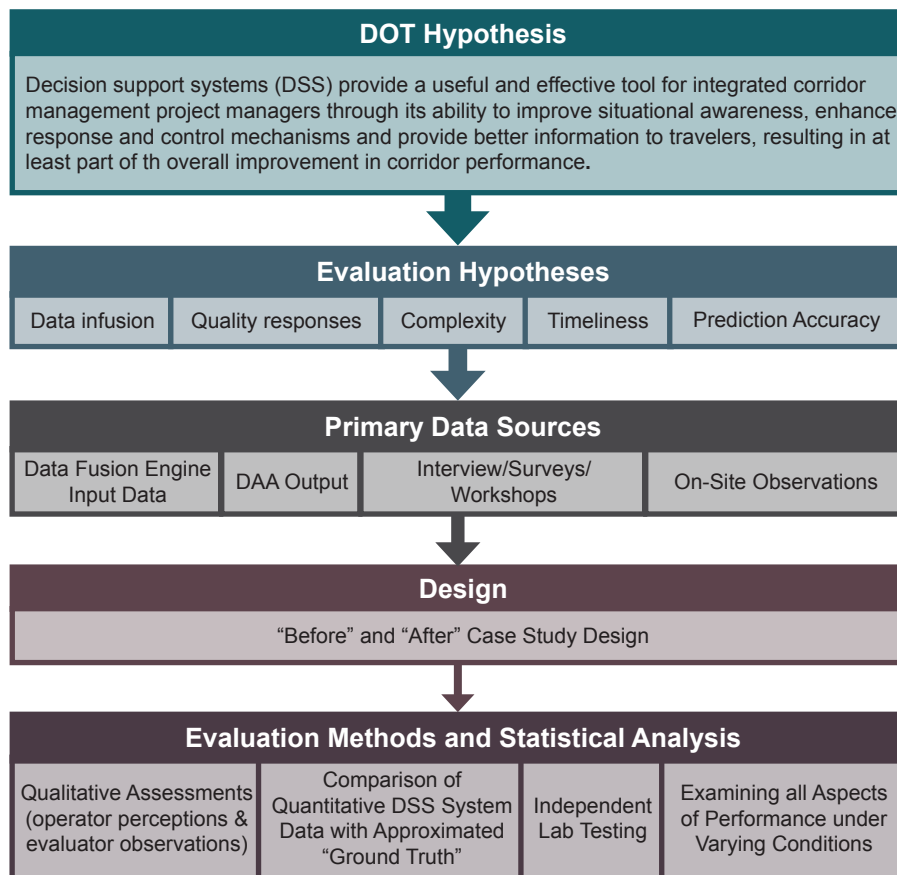 DOT Hypothesis
Decision support systems (DSS) provide a useful and effective tool for integrated corridor
management project managers through its ability to improve situational awareness, enhance
response and control mechanisms and provide better information to travelers, resulting in at
least part of th overall improvement in corridor performance.
Evaluation Hypotheses
Data infusion
Quality responses
Complexity
Timeliness
Prediction Accuracy
Primary Data Sources
Data Fusion Engine
Input Data
DAA Output
Interview/Surveys/
Workshops
On-Site Observations
Design
“Before” and “After” Case Study Design
Evaluation Methods and Statistical Analysis
Qualitative Assessments
(operator perceptions &
evaluator observations)
Comparison of
Quantitative DSS System
Data with Approximated
“Ground Truth”
Independent
Lab Testing
Examining all Aspects
of Performance under
Varying Conditions